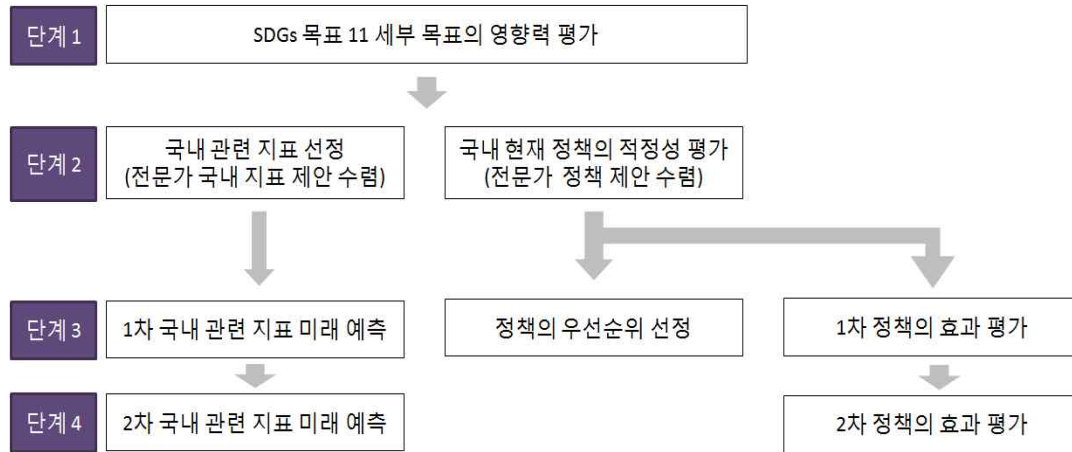 단계 1
SDGs 목표 11 세부 목표의 영향력 평가
단계 2
국내 관련 지표 선정
(전문가 국내 지표 제안 수렴)
국내 현재 정책의 적정성 평가
(전문가 정책 제안 수렴)
단계 3
1차 국내 관련 지표 미래 예측
정책의 우선순위 선정
1차 정책의 효과 평가
단계 4
2차 국내 관련 지표 미래 예측
2차 정책의 효과 평가